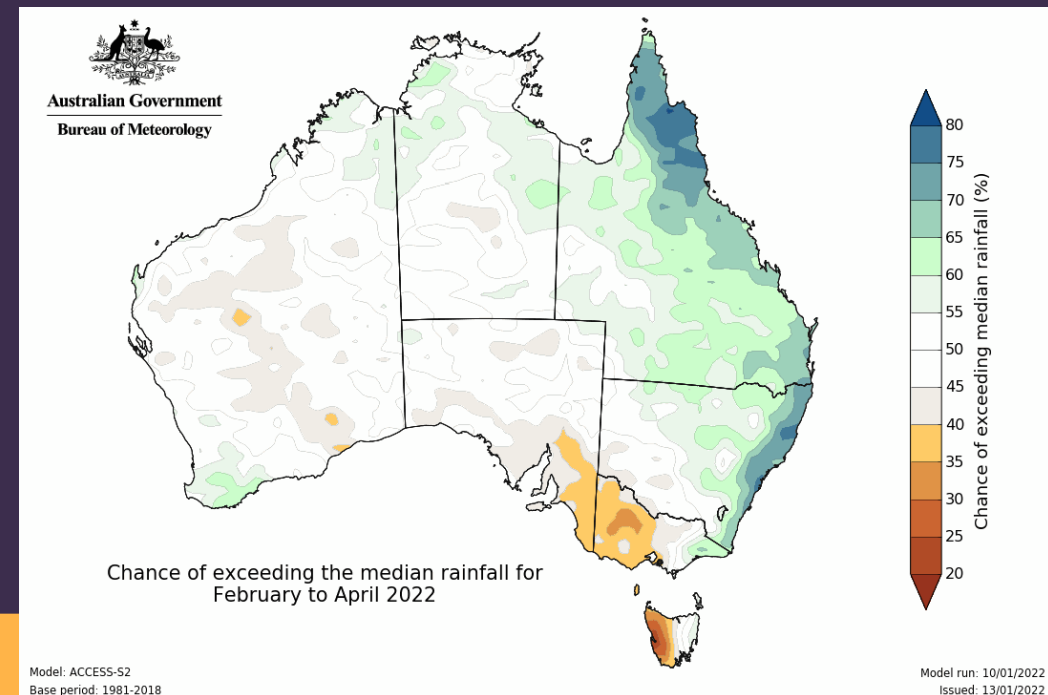 Australian Government
Bureau of Meteorology
80
75
70
65
60
55
50
45
40
35
30
25
20
Chance of exceeding median rainfall (%)
Chance of exceeding the median rainfall for
February to April 2022
Model: ACCESS-S2
Base period: 1981-2018
Model run: 10/01/2022
Issued: 13/01/2022